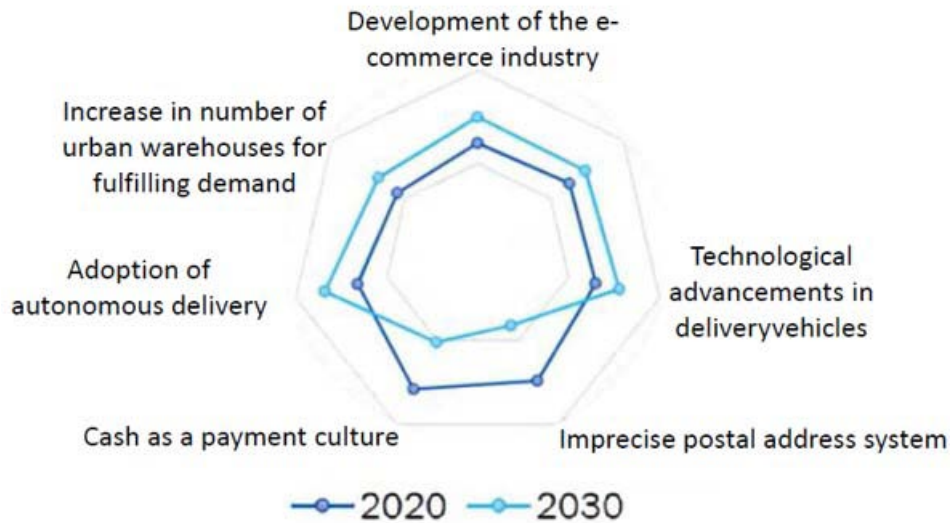 Development of the e-
commerce industry
Increase in number of
urban warehouses for
fulfilling demand
Adoption of
autonomous delivery
Technological
advancements in
deliveryvehicles
Cash as a payment culture
Imprecise postal address system
2020 2030